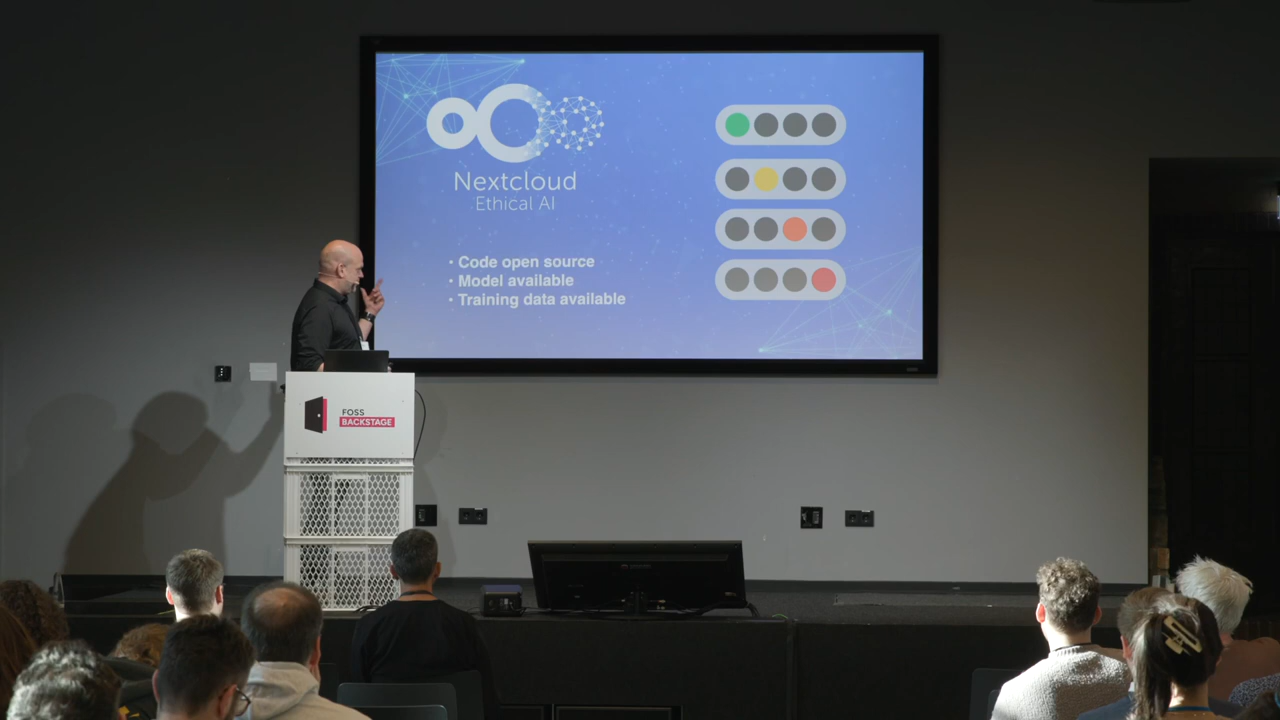 Nextcloud
Ethical AI
• Code open source
• Model available
• Training data available
FOSS
BACKSTAGE